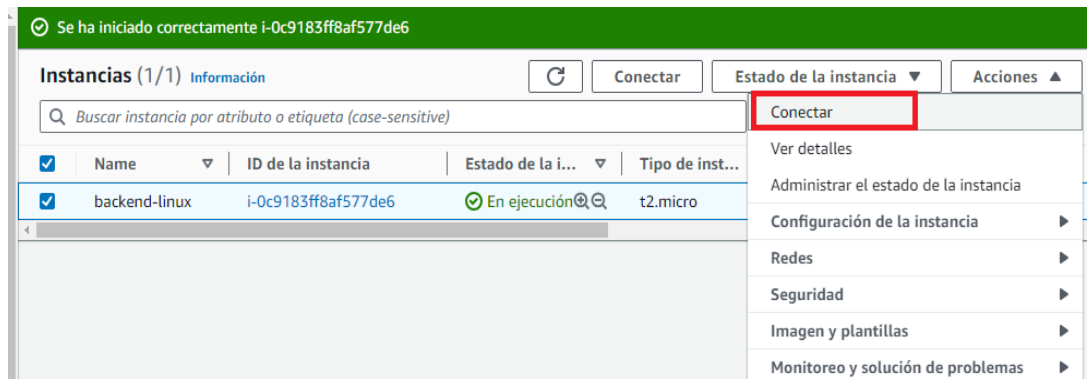 Se ha iniciado correctamente i-0c9183ff8af577de6
Instancias (1/1) Información
Conectar
Estado de la instancia
Acciones
Buscar instancia por atributo o etiqueta (case-sensitive)
Conectar
Ver detalles
Administrar el estado de la instancia
Configuración de la instancia
Redes
Seguridad
Imagen y plantillas
Monitoreo y solución de problemas
Name
ID de la instancia
Estado de la i...
Tipo de inst...
backend-linux
i-0c9183ff8af577de6
En ejecución
t2.micro